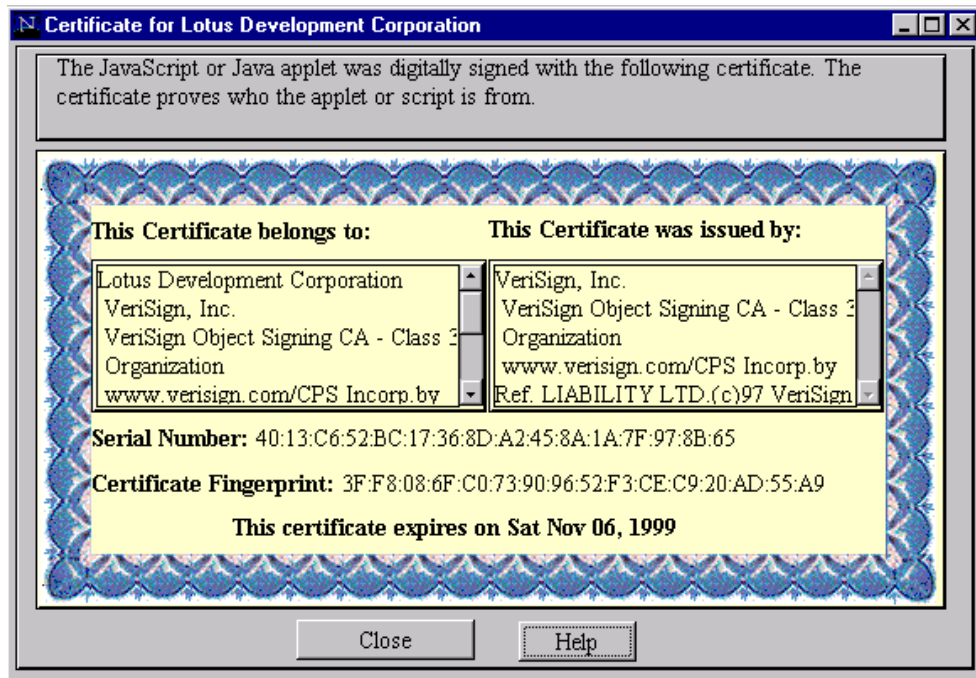 Certificate for Lotus Development Corporation
The JavaScript or Java applet was digitally signed with the following certificate. The
certificate proves who the applet or script is from.
This Certificate belongs to:
Lotus Development Corporation
VeriSign, Inc.
VeriSign Object Signing CA - Class 3
Organization
www.verisign.com/CPS Incorp.by
This Certificate was issued by:
VeriSign, Inc.
VeriSign Object Signing CA - Class 3
Organization
www.verisign.com/CPS Incorp.by
Ref. LIABILITY LTD.(c)97 VeriSign
Serial Number: 40:13:C6:52:BC:17:36:8D:A2:45:8A:1A:7F:97:8B:65
Certificate Fingerprint: 3F:F8:08:6F:C0:73:90:96:52:F3:CE:C9:20:AD:55:A9
This certificate expires on Sat Nov 06, 1999
Close
Help